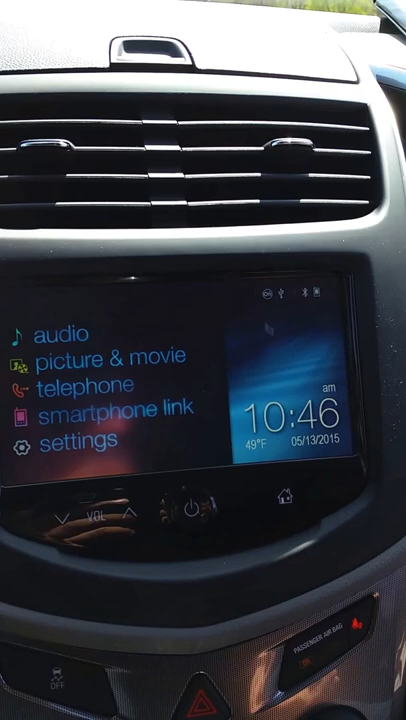 audio
picture & movie
telephone
smartphone link
settings
am
10:46
49°F 05/13/2015
VOL
PASSENGER AIR BAG
OFF